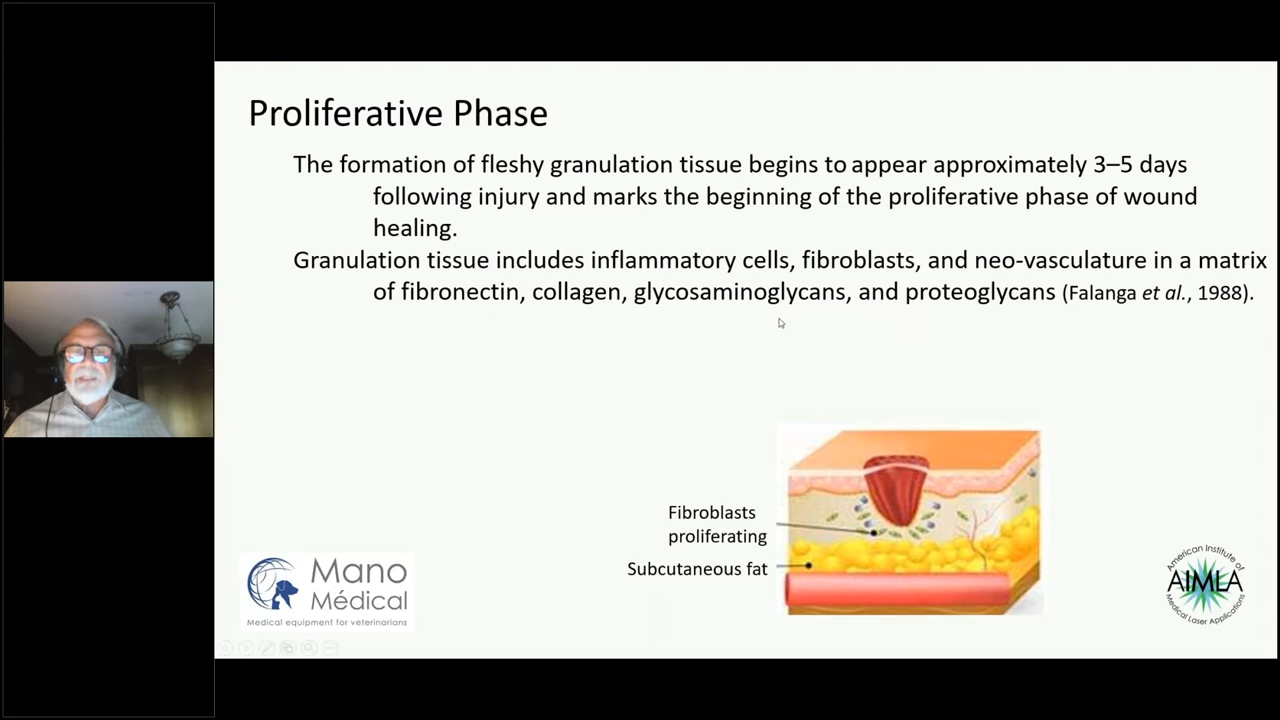 Proliferative Phase
The formation of fleshy granulation tissue begins to appear approximately 3–5 days
following injury and marks the beginning of the proliferative phase of wound
healing.
Granulation tissue includes inflammatory cells, fibroblasts, and neo-vasculature in a matrix
of fibronectin, collagen, glycosaminoglycans, and proteoglycans (Falanga et al., 1988).
Fibroblasts
proliferating
Subcutaneous fat
Mano
Médical
Medical equipment for veterinarians
American Institute of
AIMLA
Medical Laser Applications